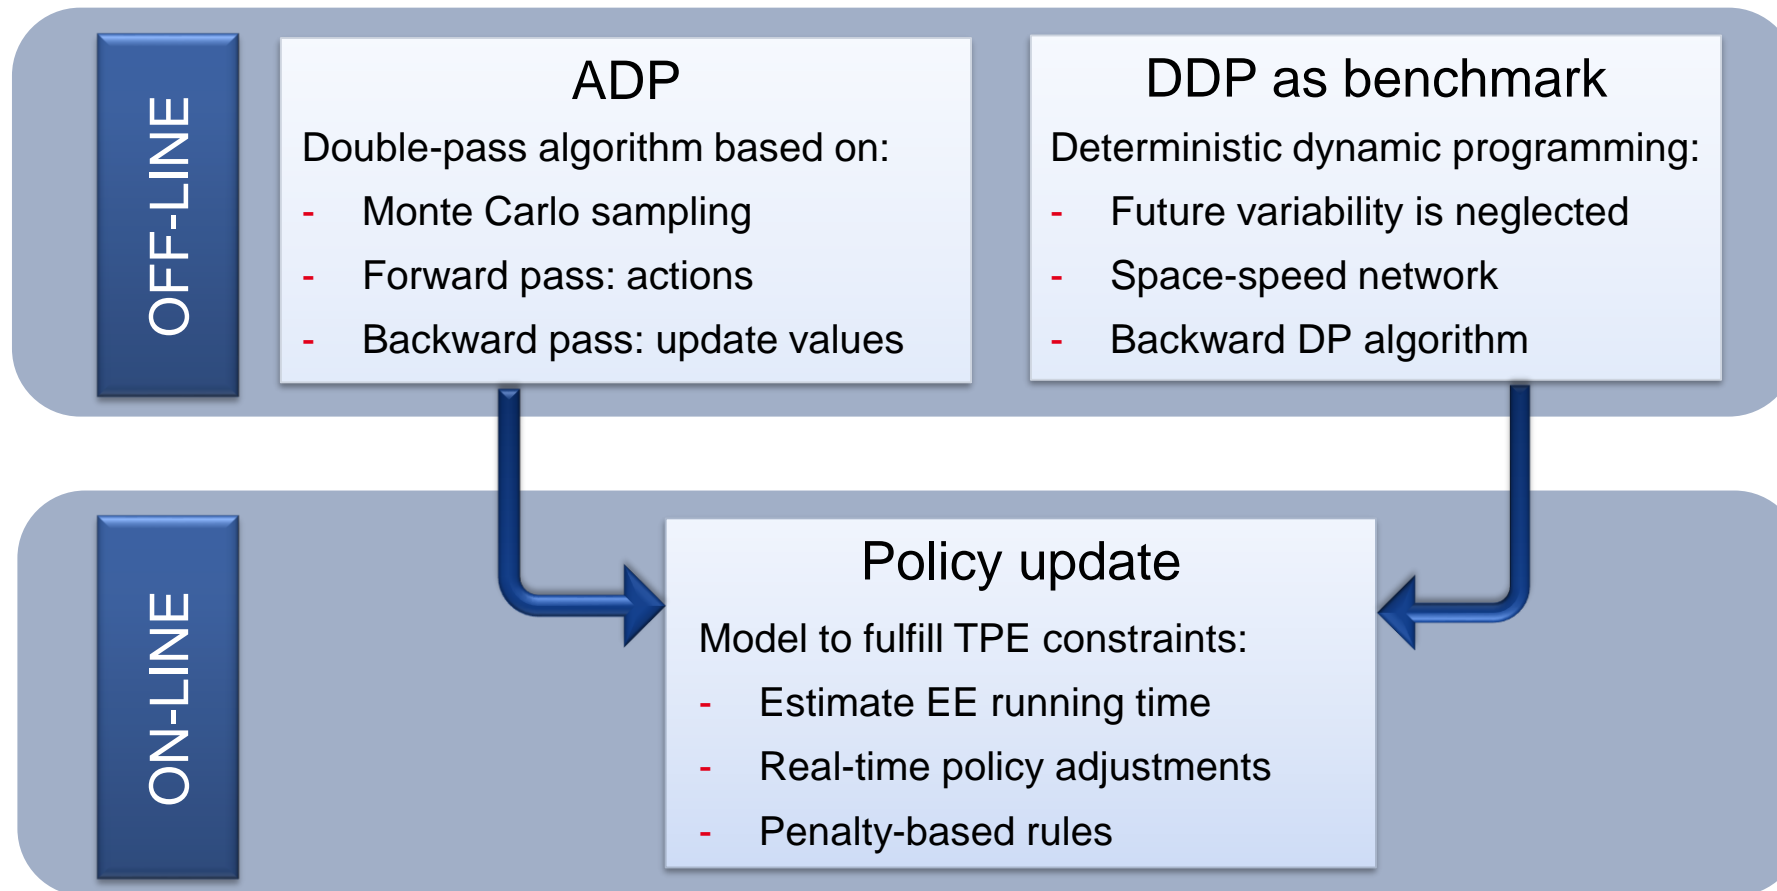 OFF-LINE
ADP
Double-pass algorithm based on:
- Monte Carlo sampling
- Forward pass: actions
- Backward pass: update values
DDP as benchmark
Deterministic dynamic programming:
- Future variability is neglected
- Space-speed network
- Backward DP algorithm
ON-LINE
Policy update
Model to fulfill TPE constraints:
- Estimate EE running time
- Real-time policy adjustments
- Penalty-based rules